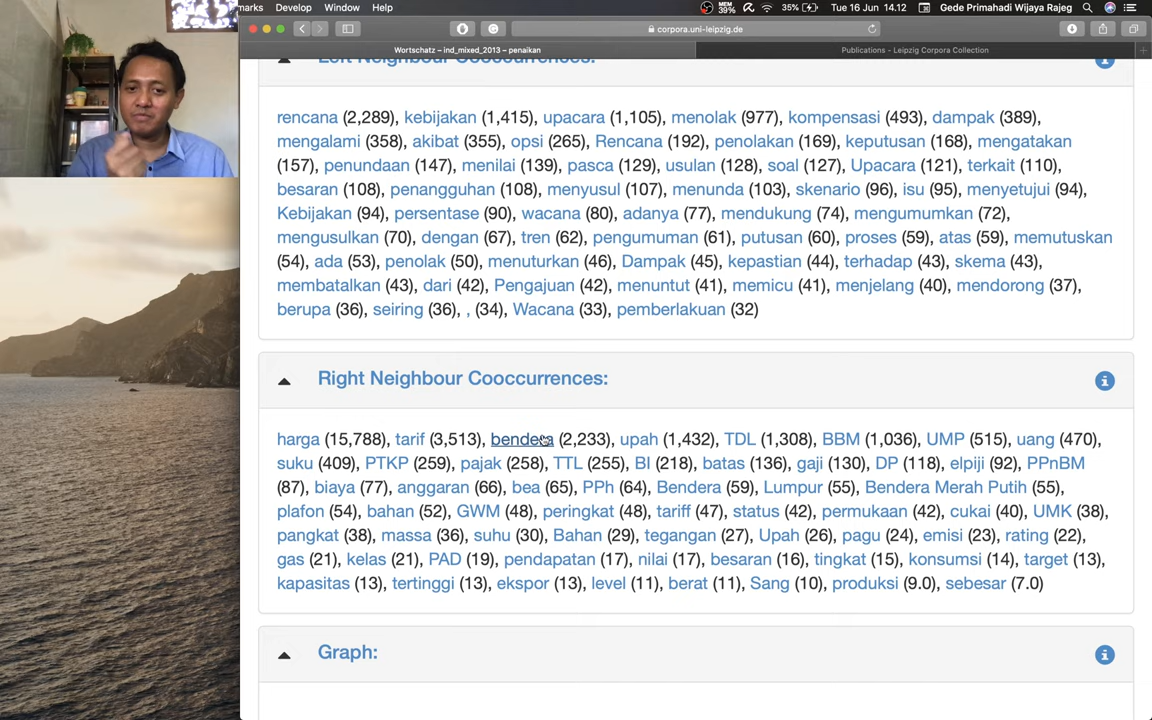 marks Develop Window Help MEM 39% 35% Tue 16 Jun 14.12 Gede Primahadi Wijaya Rajeg
corpora.uni-leipzig.de
Wortschatz – ind_mixed_2013 – penaikan Publications – Leipzig Corpora Collection
Left Neighbour Cooccurrences:
rencana (2,289), kebijakan (1,415), upacara (1,105), menolak (977), kompensasi (493), dampak (389),
mengalami (358), akibat (355), opsi (265), Rencana (192), penolakan (169), keputusan (168), mengatakan
(157), penundaan (147), menilai (139), pasca (129), usulan (128), soal (127), Upacara (121), terkait (110),
besaran (108), penangguhan (108), menyusul (107), menunda (103), skenario (96), isu (95), menyetujui (94),
Kebijakan (94), persentase (90), wacana (80), adanya (77), mendukung (74), mengumumkan (72),
mengusulkan (70), dengan (67), tren (62), pengumuman (61), putusan (60), proses (59), atas (59), memutuskan
(54), ada (53), penolak (50), menuturkan (46), Dampak (45), kepastian (44), terhadap (43), skema (43),
membatalkan (43), dari (42), Pengajuan (42), menuntut (41), memicu (41), menjelang (40), mendorong (37),
berupa (36), seiring (36), , (34), Wacana (33), pemberlakuan (32)
Right Neighbour Cooccurrences:
harga (15,788), tarif (3,513), bendera (2,233), upah (1,432), TDL (1,308), BBM (1,036), UMP (515), uang (470),
suku (409), PTKP (259), pajak (258), TTL (255), BI (218), batas (136), gaji (130), DP (118), elpiji (92), PPnBM
(87), biaya (77), anggaran (66), bea (65), PPh (64), Bendera (59), Lumpur (55), Bendera Merah Putih (55),
plafon (54), bahan (52), GWM (48), peringkat (48), tariff (47), status (42), permukaan (42), cukai (40), UMK (38),
pangkat (38), massa (36), suhu (30), Bahan (29), tegangan (27), Upah (26), pagu (24), emisi (23), rating (22),
gas (21), kelas (21), PAD (19), pendapatan (17), nilai (17), besaran (16), tingkat (15), konsumsi (14), target (13),
kapasitas (13), tertinggi (13), ekspor (13), level (11), berat (11), Sang (10), produksi (9.0), sebesar (7.0)
Graph: